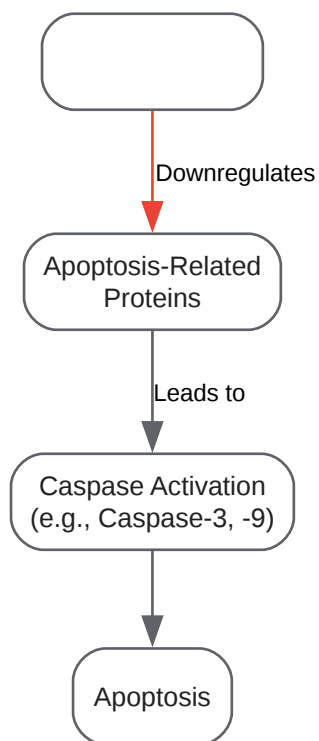 Downregulates
Apoptosis-Related
Proteins
Leads to
Caspase Activation
(e.g., Caspase-3, -9)
Apoptosis